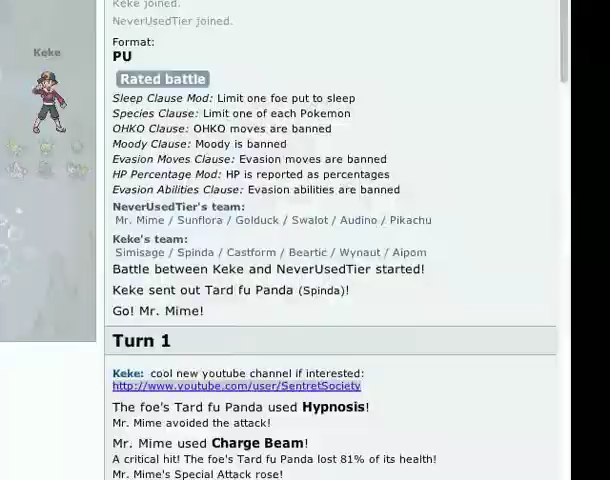 Keke joined.
NeverUsedTier joined.
Format:
PU
Rated battle
Sleep Clause Mod: Limit one foe put to sleep
Species Clause: Limit one of each Pokemon
OHKO Clause: OHKO moves are banned
Moody Clause: Moody is banned
Evasion Moves Clause: Evasion moves are banned
HP Percentage Mod: HP is reported as percentages
Evasion Abilities Clause: Evasion abilities are banned
NeverUsedTier's team:
Mr. Mime / Sunflora / Golduck / Swalot / Audino / Pikachu
Keke's team:
Simisage / Spinda / Castform / Beartic / Wynaut / Aipom
Battle between Keke and NeverUsedTier started!
Keke sent out Tard fu Panda (Spinda)!
Go! Mr. Mime!
Turn 1
Keke: cool new youtube channel if interested:
http://www.youtube.com/user/SentretSociety
The foe's Tard fu Panda used Hypnosis!
Mr. Mime avoided the attack!
Mr. Mime used Charge Beam!
A critical hit! The foe's Tard fu Panda lost 81% of its health!
Mr. Mime's Special Attack rose!
Keke